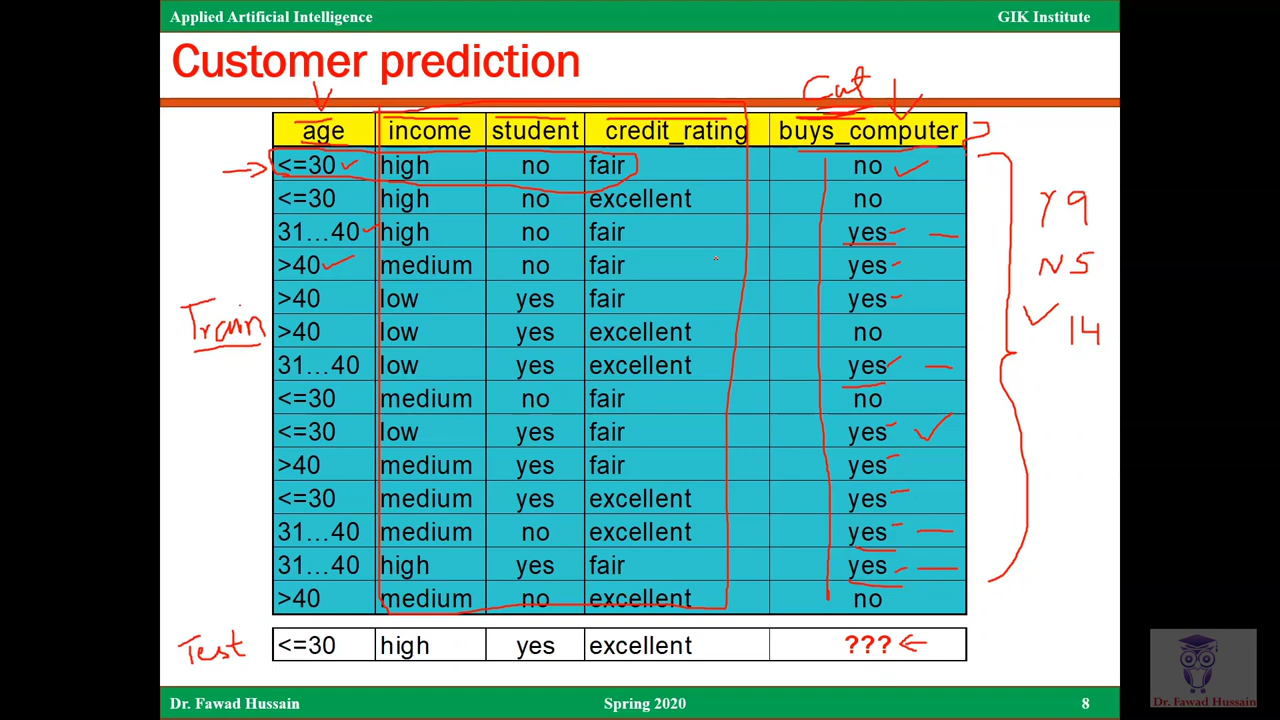 Applied Artificial Intelligence GIK Institute
Customer prediction
Cat
age income student credit_rating buys_computer
<=30 high no fair no
<=30 high no excellent no
31…40 high no fair yes
>40 medium no fair yes
>40 low yes fair yes
>40 low yes excellent no
31…40 low yes excellent yes
<=30 medium no fair no
<=30 low yes fair yes
>40 medium yes fair yes
<=30 medium yes excellent yes
31…40 medium no excellent yes
31…40 high yes fair yes
>40 medium no excellent no
Train
Y 9
N 5
14
Test <=30 high yes excellent ???
Dr. Fawad Hussain Spring 2020 8
Dr. Fawad Hussain